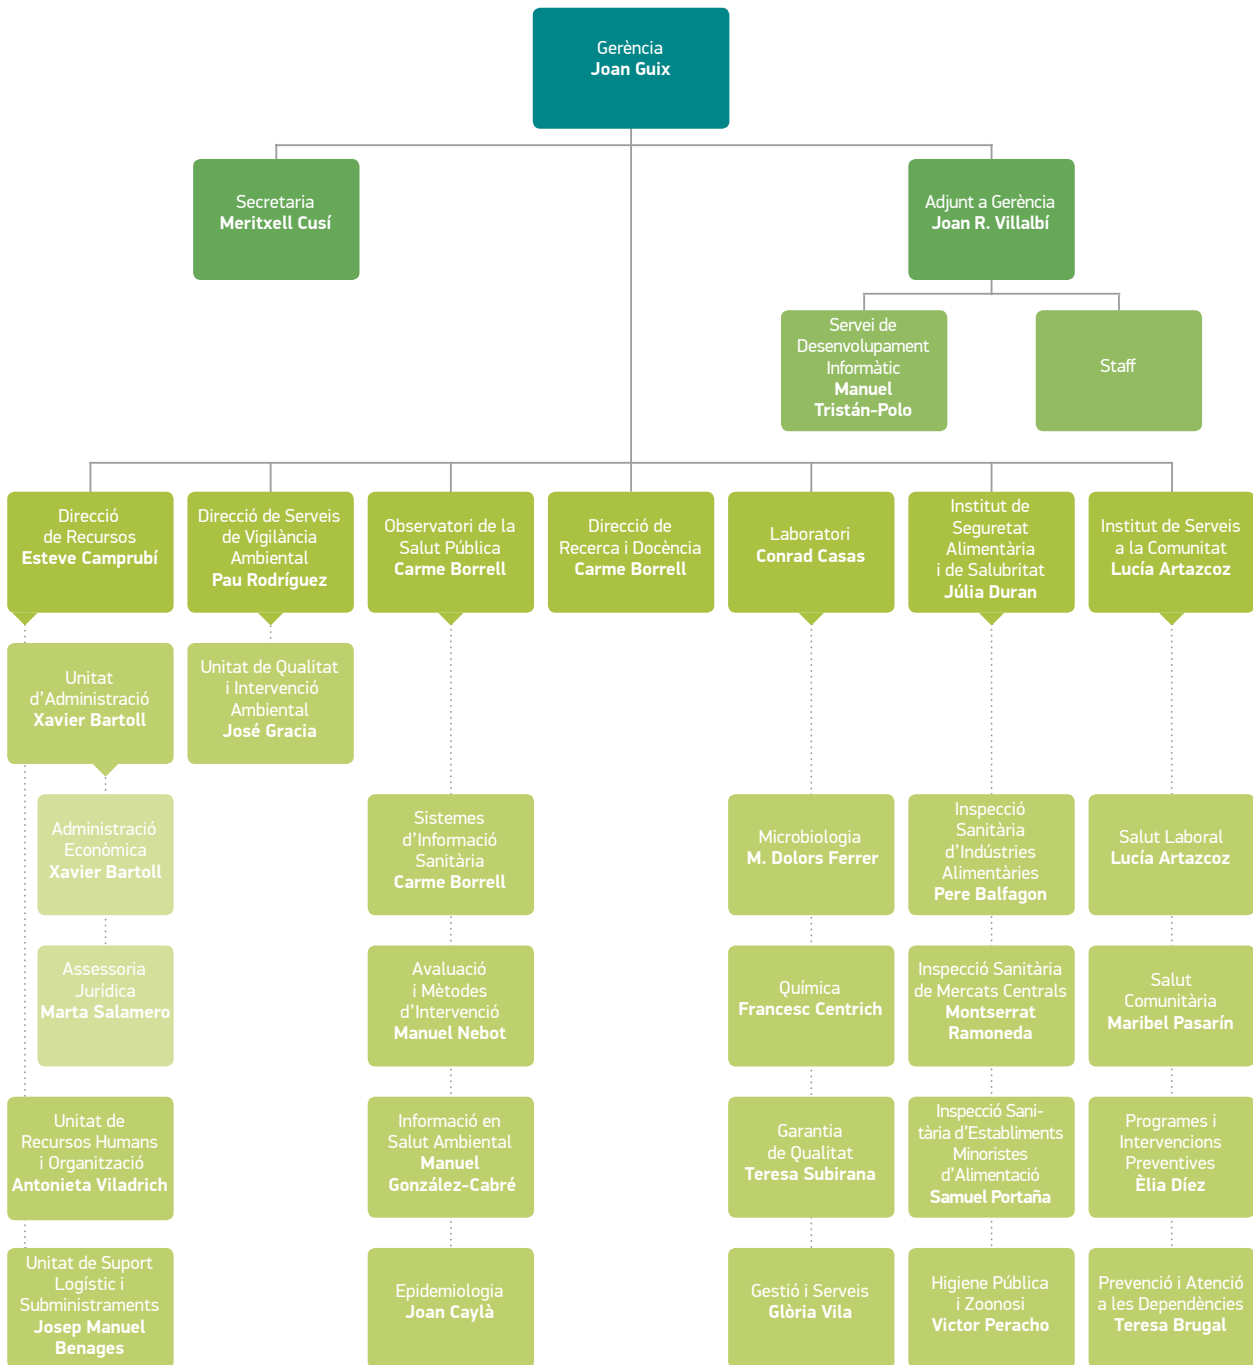 Gerència
Joan Guix
Secretaria
Meritxell Cusí
Adjunt a Gerència
Joan R. Villalbí
Servei de
Desenvolupament
Informàtic
Manuel
Tristán-Polo
Staff
Direcció
de Recursos
Esteve Camprubí
Direcció de Serveis
de Vigilància
Ambiental
Pau Rodríguez
Observatori de la
Salut Pública
Carme Borrell
Direcció de
Recerca i Docència
Carme Borrell
Laboratori
Conrad Casas
Institut de
Seguretat
Alimentària
i de Salubritat
Júlia Duran
Institut de Serveis
a la Comunitat
Lucía Artazcoz
Unitat
d’Administració
Xavier Bartoll
Unitat de Qualitat
i Intervenció
Ambiental
José Gracia
Administració
Econòmica
Xavier Bartoll
Sistemes
d’Informació
Sanitària
Carme Borrell
Microbiologia
M. Dolors Ferrer
Inspecció
Sanitària
d’Indústries
Alimentàries
Pere Balfagon
Salut Laboral
Lucía Artazcoz
Assessoria
Jurídica
Marta Salamero
Avaluació
i Mètodes
d’Intervenció
Manuel Nebot
Química
Francesc Centrich
Inspecció Sanitària
de Mercats Centrals
Montserrat
Ramoneda
Salut
Comunitària
Maribel Pasarín
Unitat de
Recursos Humans
i Organització
Antonieta Viladrich
Informació en
Salut Ambiental
Manuel
González-Cabré
Garantia
de Qualitat
Teresa Subirana
Inspecció Sani-
tària d’Establiments
Minoristes
d’Alimentació
Samuel Portaña
Programes i
Intervencions
Preventives
Èlia Díez
Unitat de Suport
Logístic i
Subministraments
Josep Manuel
Benages
Epidemiologia
Joan Caylà
Gestió i Serveis
Glòria Vila
Higiene Pública
i Zoonosi
Victor Peracho
Prevenció i Atenció
a les Dependències
Teresa Brugal